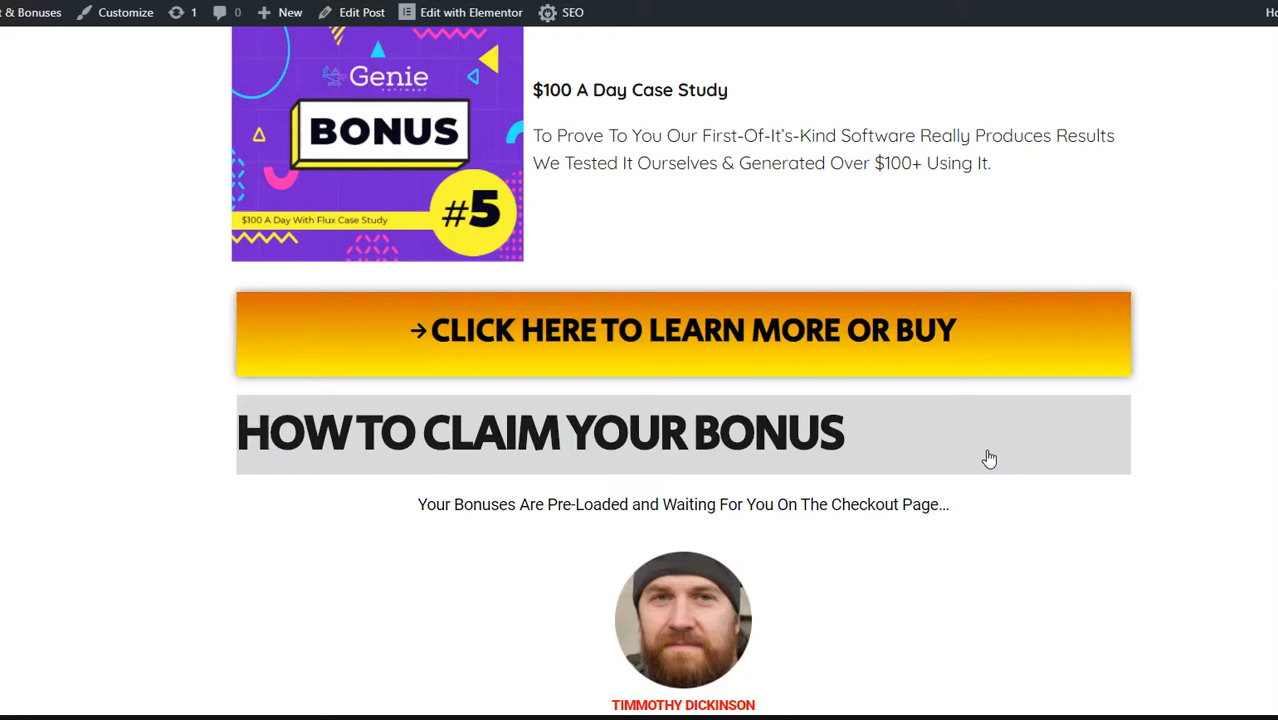 t & Bonuses Customize 1 0 New Edit Post Edit with Elementor SEO Ho
Genie
SOFTWARE
BONUS
#5
$100 A Day With Flux Case Study
$100 A Day Case Study
To Prove To You Our First-Of-It's-Kind Software Really Produces Results
We Tested It Ourselves & Generated Over $100+ Using It.
→CLICK HERE TO LEARN MORE OR BUY
HOW TO CLAIM YOUR BONUS
Your Bonuses Are Pre-Loaded and Waiting For You On The Checkout Page...
TIMMOTHY DICKINSON